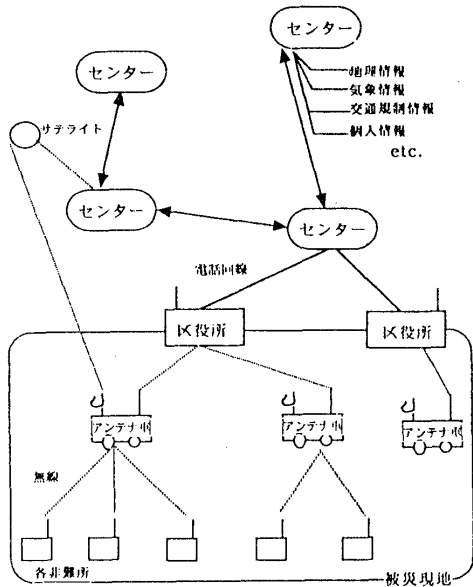 センター
センター
地理情報
気象情報
交通規制情報
個人情報
etc.
サテライト
センター
センター
電話回線
区役所
区役所
アンテナ車
アンテナ車
アンテナ車
無線
各非難所
被災現地